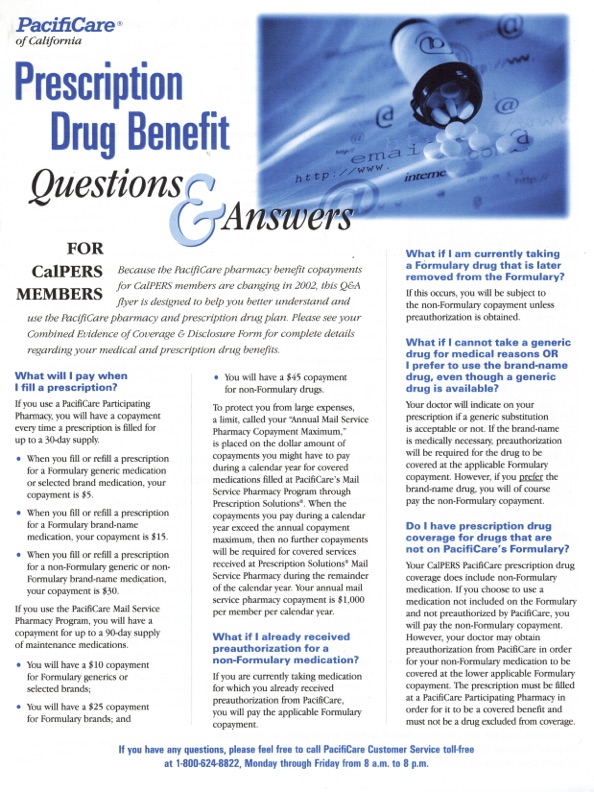 PacifiCare®
of California
Prescription
Drug Benefit
Questions
& Answers
@
http://www.
email
@
http://www.
interne
@
co
@
FOR
CalPERS
MEMBERS
Because the PacifiCare pharmacy benefit copayments
for CalPERS members are changing in 2002, this Q&A
flyer is designed to help you better understand and
use the PacifiCare pharmacy and prescription drug plan. Please see your
Combined Evidence of Coverage & Disclosure Form for complete details
regarding your medical and prescription drug benefits.
What will I pay when
I fill a prescription?
If you use a PacifiCare Participating
Pharmacy, you will have a copayment
every time a prescription is filled for
up to a 30-day supply.
• When you fill or refill a prescription
for a Formulary generic medication
or selected brand medication, your
copayment is $5.
• When you fill or refill a prescription
for a Formulary brand-name
medication, your copayment is $15.
• When you fill or refill a prescription
for a non-Formulary generic or non-
Formulary brand-name medication,
your copayment is $30.
If you use the PacifiCare Mail Service
Pharmacy Program, you will have a
copayment for up to a 90-day supply
of maintenance medications.
• You will have a $10 copayment
for Formulary generics or
selected brands;
• You will have a $25 copayment
for Formulary brands; and
• You will have a $45 copayment
for non-Formulary drugs.
To protect you from large expenses,
a limit, called your “Annual Mail Service
Pharmacy Copayment Maximum,”
is placed on the dollar amount of
copayments you might have to pay
during a calendar year for covered
medications filled at PacifiCare’s Mail
Service Pharmacy Program through
Prescription Solutions®. When the
copayments you pay during a calendar
year exceed the annual copayment
maximum, then no further copayments
will be required for covered services
received at Prescription Solutions® Mail
Service Pharmacy during the remainder
of the calendar year. Your annual mail
service pharmacy copayment is $1,000
per member per calendar year.
What if I already received
preauthorization for a
non-Formulary medication?
If you are currently taking medication
for which you already received
preauthorization from PacifiCare,
you will pay the applicable Formulary
copayment.
What if I am currently taking
a Formulary drug that is later
removed from the Formulary?
If this occurs, you will be subject to
the non-Formulary copayment unless
preauthorization is obtained.
What if I cannot take a generic
drug for medical reasons OR
I prefer to use the brand-name
drug, even though a generic
drug is available?
Your doctor will indicate on your
prescription if a generic substitution
is acceptable or not. If the brand-name
is medically necessary, preauthorization
will be required for the drug to be
covered at the applicable Formulary
copayment. However, if you prefer the
brand-name drug, you will of course
pay the non-Formulary copayment.
Do I have prescription drug
coverage for drugs that are
not on PacifiCare’s Formulary?
Your CalPERS PacifiCare prescription drug
coverage does include non-Formulary
medication. If you choose to use a
medication not included on the Formulary
and not preauthorized by PacifiCare, you
will pay the non-Formulary copayment.
However, your doctor may obtain
preauthorization from PacifiCare in order
for your non-Formulary medication to be
covered at the lower applicable Formulary
copayment. The prescription must be filled
at a PacifiCare Participating Pharmacy in
order for it to be a covered benefit and
must not be a drug excluded from coverage.
If you have any questions, please feel free to call PacifiCare Customer Service toll-free
at 1-800-624-8822, Monday through Friday from 8 a.m. to 8 p.m.